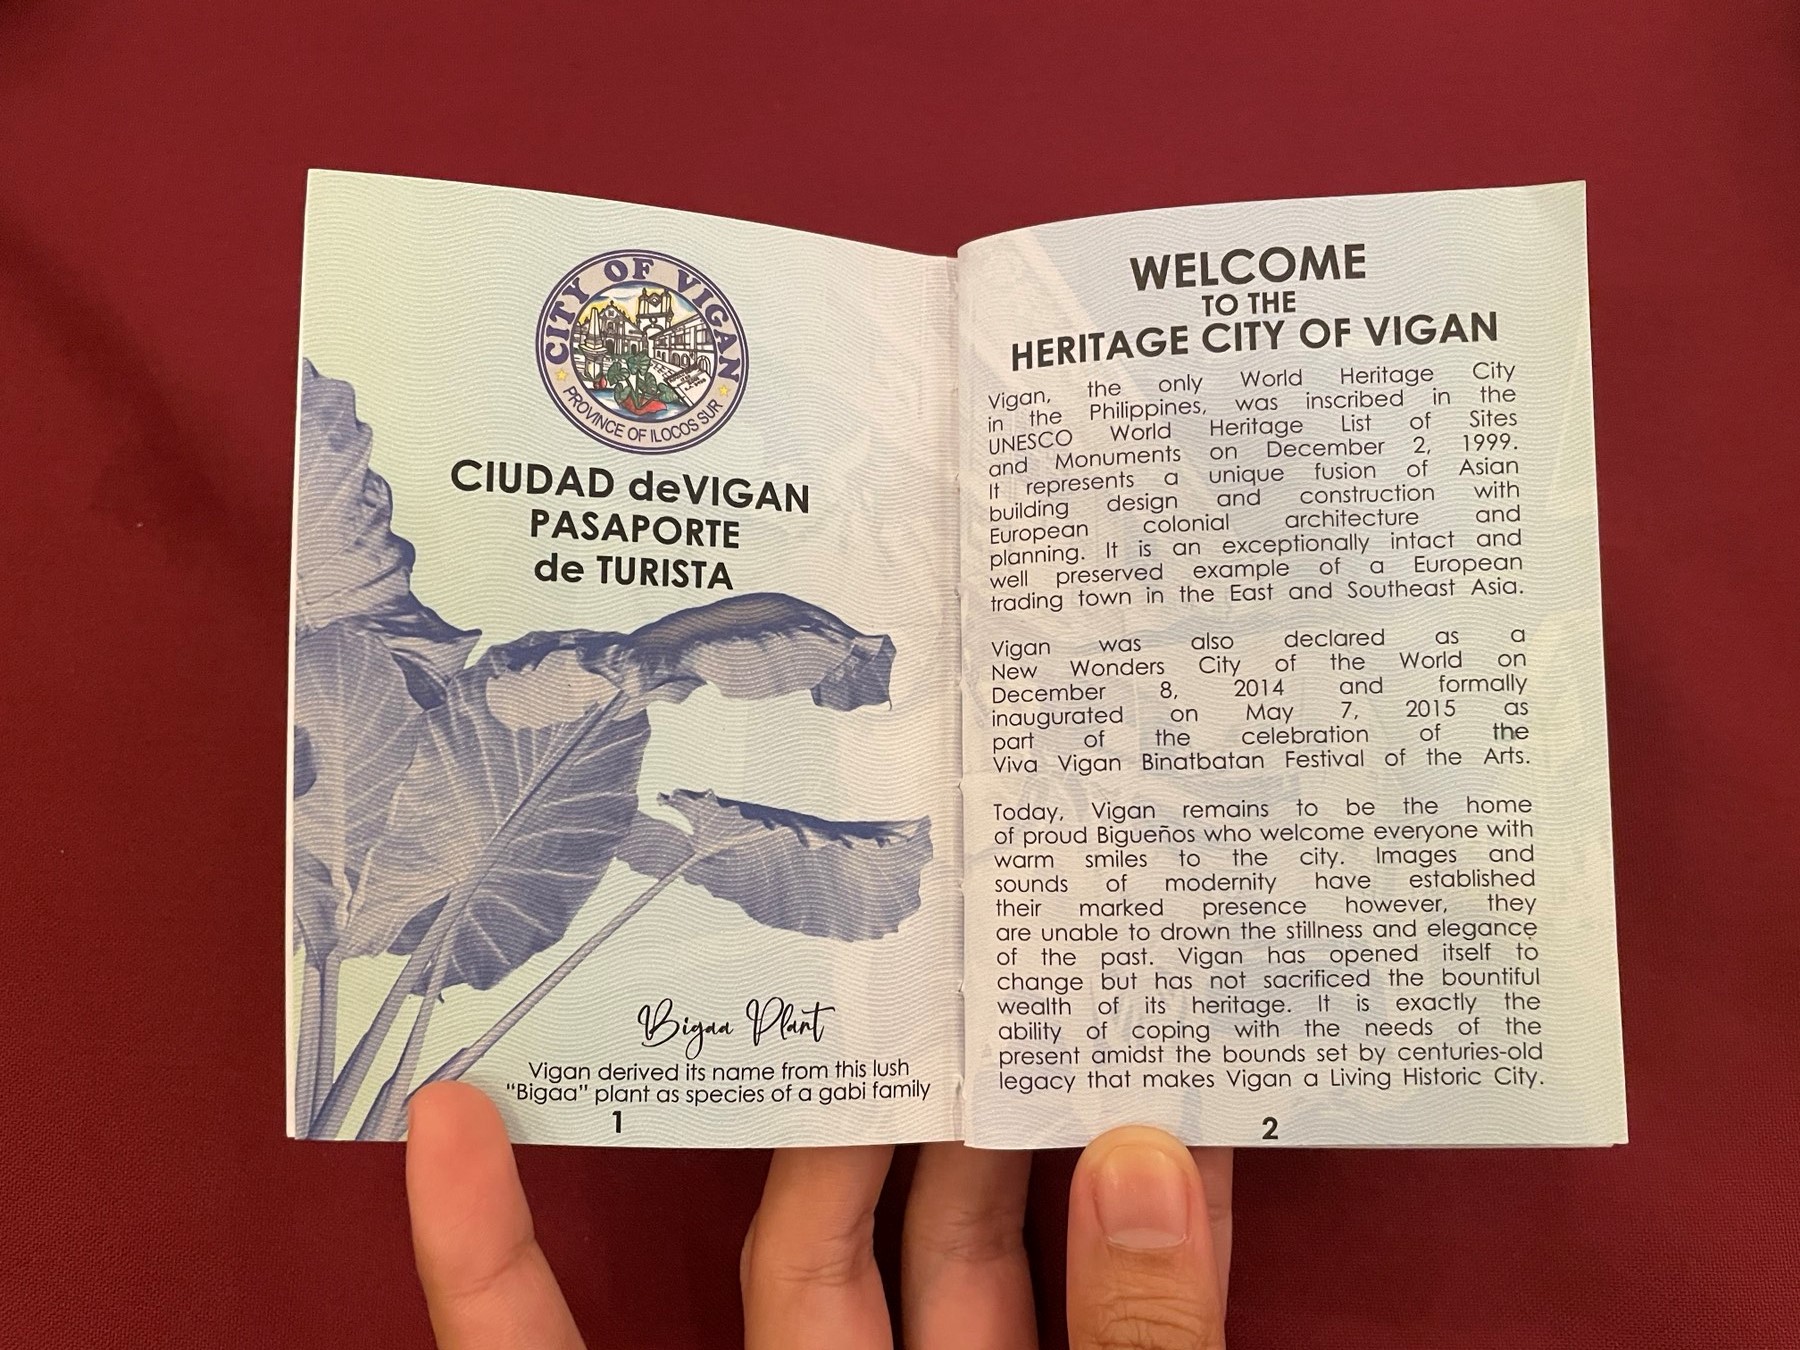 CITY OF VIGAN
PROVINCE OF ILOCOS SUR
CIUDAD deVIGAN
PASAPORTE
de TURISTA
Bigaa Plant
Vigan derived its name from this lush
"Bigaa" plant as species of a gabi family
1
WELCOME
TO THE
HERITAGE CITY OF VIGAN
Vigan, the only World Heritage City
in the Philippines, was inscribed in the
UNESCO World Heritage List of Sites
and Monuments on December 2, 1999.
It represents a unique fusion of Asian
building design and construction with
European colonial architecture and
planning. It is an exceptionally intact and
well preserved example of a European
trading town in the East and Southeast Asia.
Vigan was also declared as a
New Wonders City of the World on
December 8, 2014 and formally
inaugurated on May 7, 2015 as
part of the celebration of the
Viva Vigan Binatbatan Festival of the Arts.
Today, Vigan remains to be the home
of proud Bigueños who welcome everyone with
warm smiles to the city. Images and
sounds of modernity have established
their marked presence however, they
are unable to drown the stillness and elegance
of the past. Vigan has opened itself to
change but has not sacrificed the bountiful
wealth of its heritage. It is exactly the
ability of coping with the needs of the
present amidst the bounds set by centuries-old
legacy that makes Vigan a Living Historic City.
2